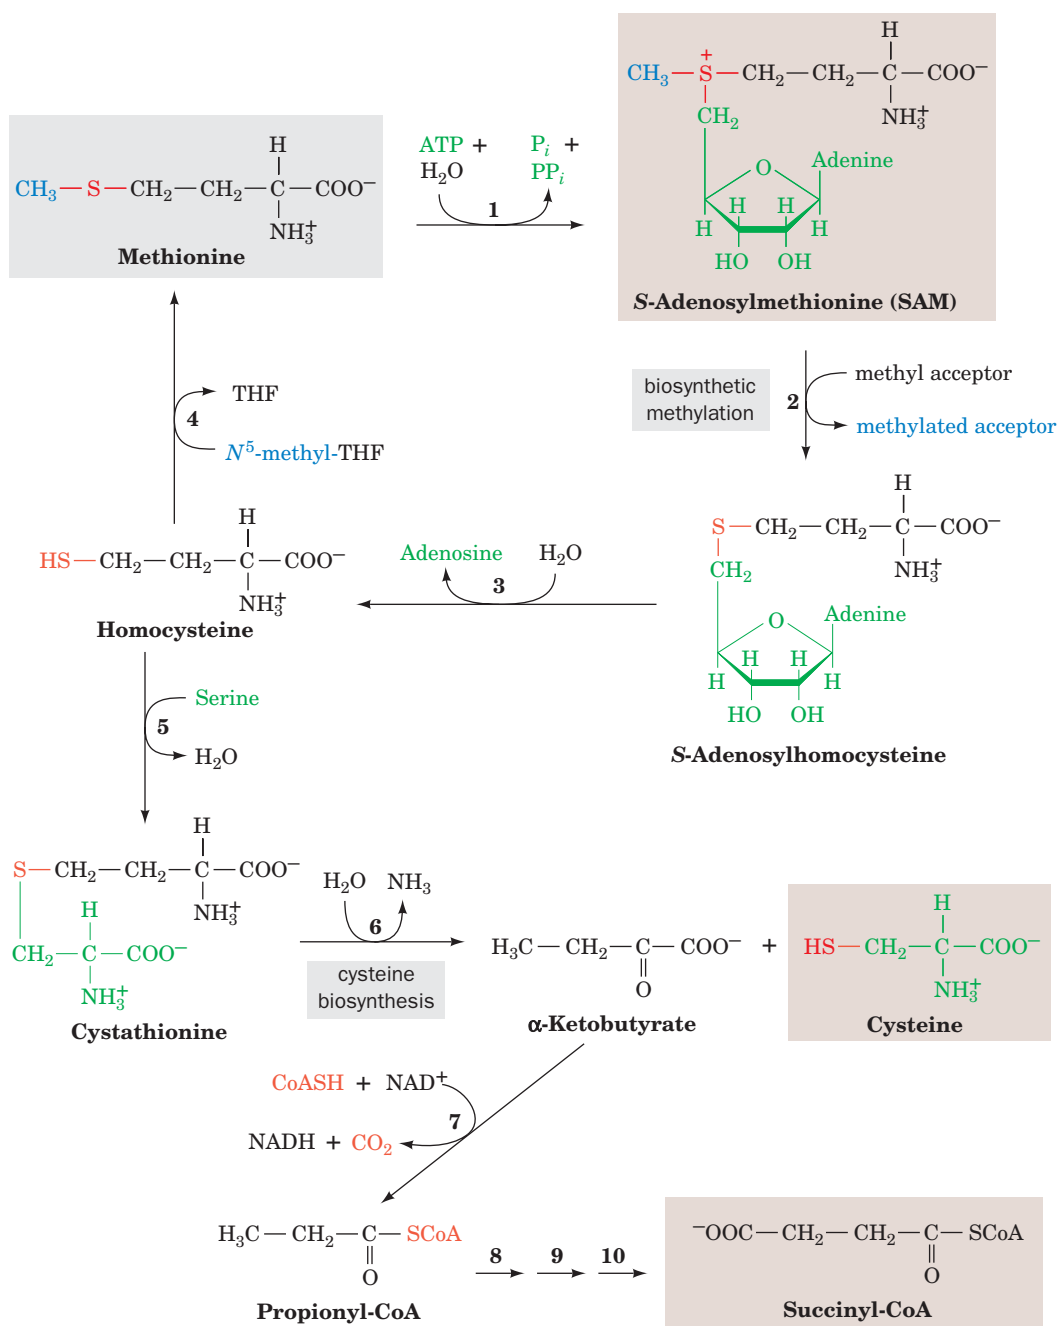 H
CH₃—S⁺—CH₂—CH₂—C—COO⁻
NH₃⁺
CH₂
O
Adenine
H H H H
HO OH
S-Adenosylmethionine (SAM)
H
CH₃—S—CH₂—CH₂—C—COO⁻
NH₃⁺
Methionine
ATP + Pᵢ +
H₂O PPᵢ
1
biosynthetic
methylation
2
methyl acceptor
methylated acceptor
THF
4
N⁵-methyl-THF
H
S—CH₂—CH₂—C—COO⁻
NH₃⁺
CH₂
O
Adenine
H H H H
HO OH
S-Adenosylhomocysteine
Adenosine H₂O
3
H
HS—CH₂—CH₂—C—COO⁻
NH₃⁺
Homocysteine
Serine
5
H₂O
H
S—CH₂—CH₂—C—COO⁻
NH₃⁺
H
CH₂—C—COO⁻
NH₃⁺
Cystathionine
H₂O NH₃
6
cysteine
biosynthesis
H₃C—CH₂—C—COO⁻
O
α-Ketobutyrate
+
H
HS—CH₂—C—COO⁻
NH₃⁺
Cysteine
CoASH + NAD⁺
7
NADH + CO₂
H₃C—CH₂—C—SCoA
O
Propionyl-CoA
8 9 10
⁻OOC—CH₂—CH₂—C—SCoA
O
Succinyl-CoA